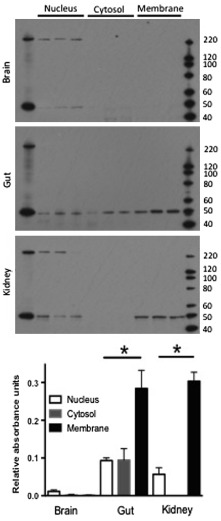 Nucleus Cytosol Membrane
Brain
220
120
100
80
60
50
40
Gut
220
120
100
80
60
50
40
Kidney
220
120
100
80
60
50
40
* *
Relative absorbance units
0.3
0.2
0.1
0.0
Nucleus
Cytosol
Membrane
Brain Gut Kidney